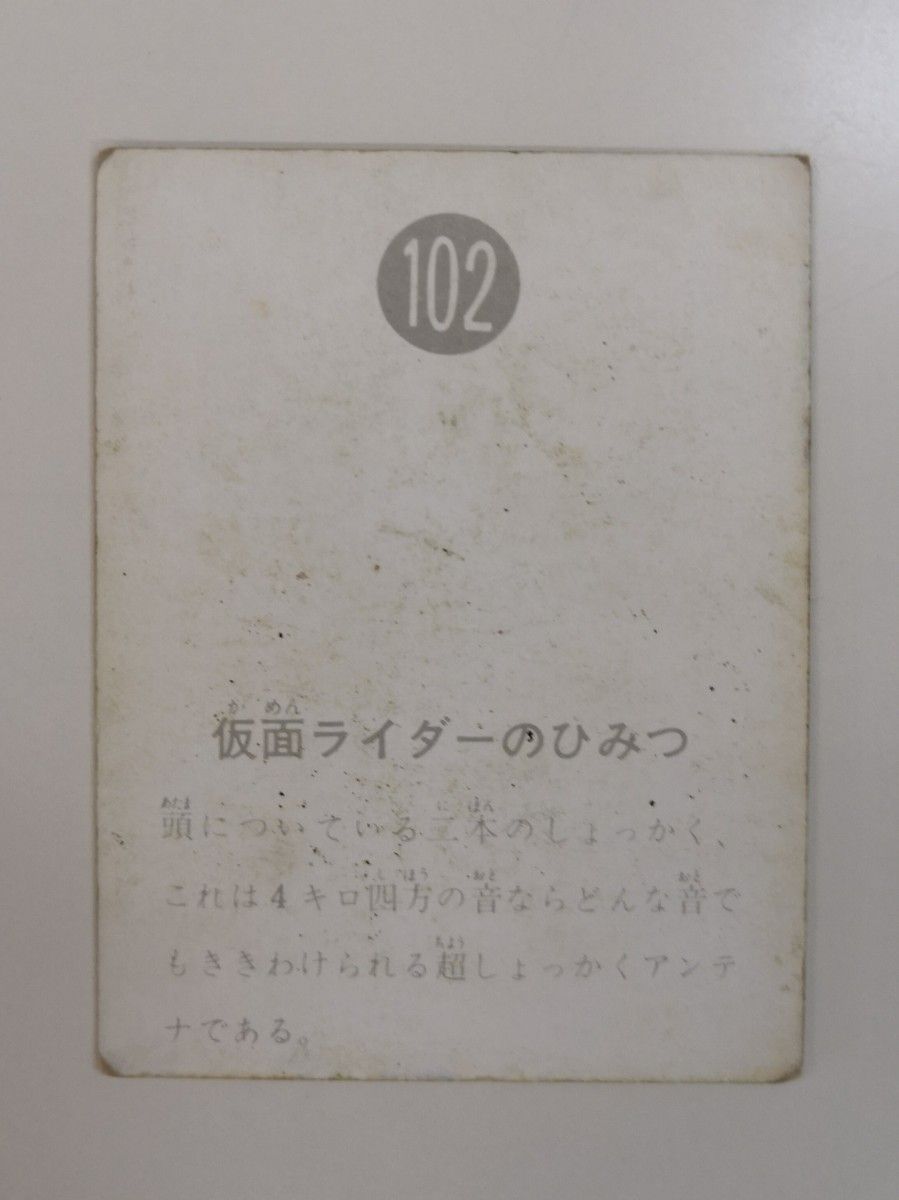 102
仮面ライダーのひみつ
頭についている二本のしょっかく、
これは4キロ四方の音ならどんな音で
もききわけられる超しょっかくアンテ
ナである。